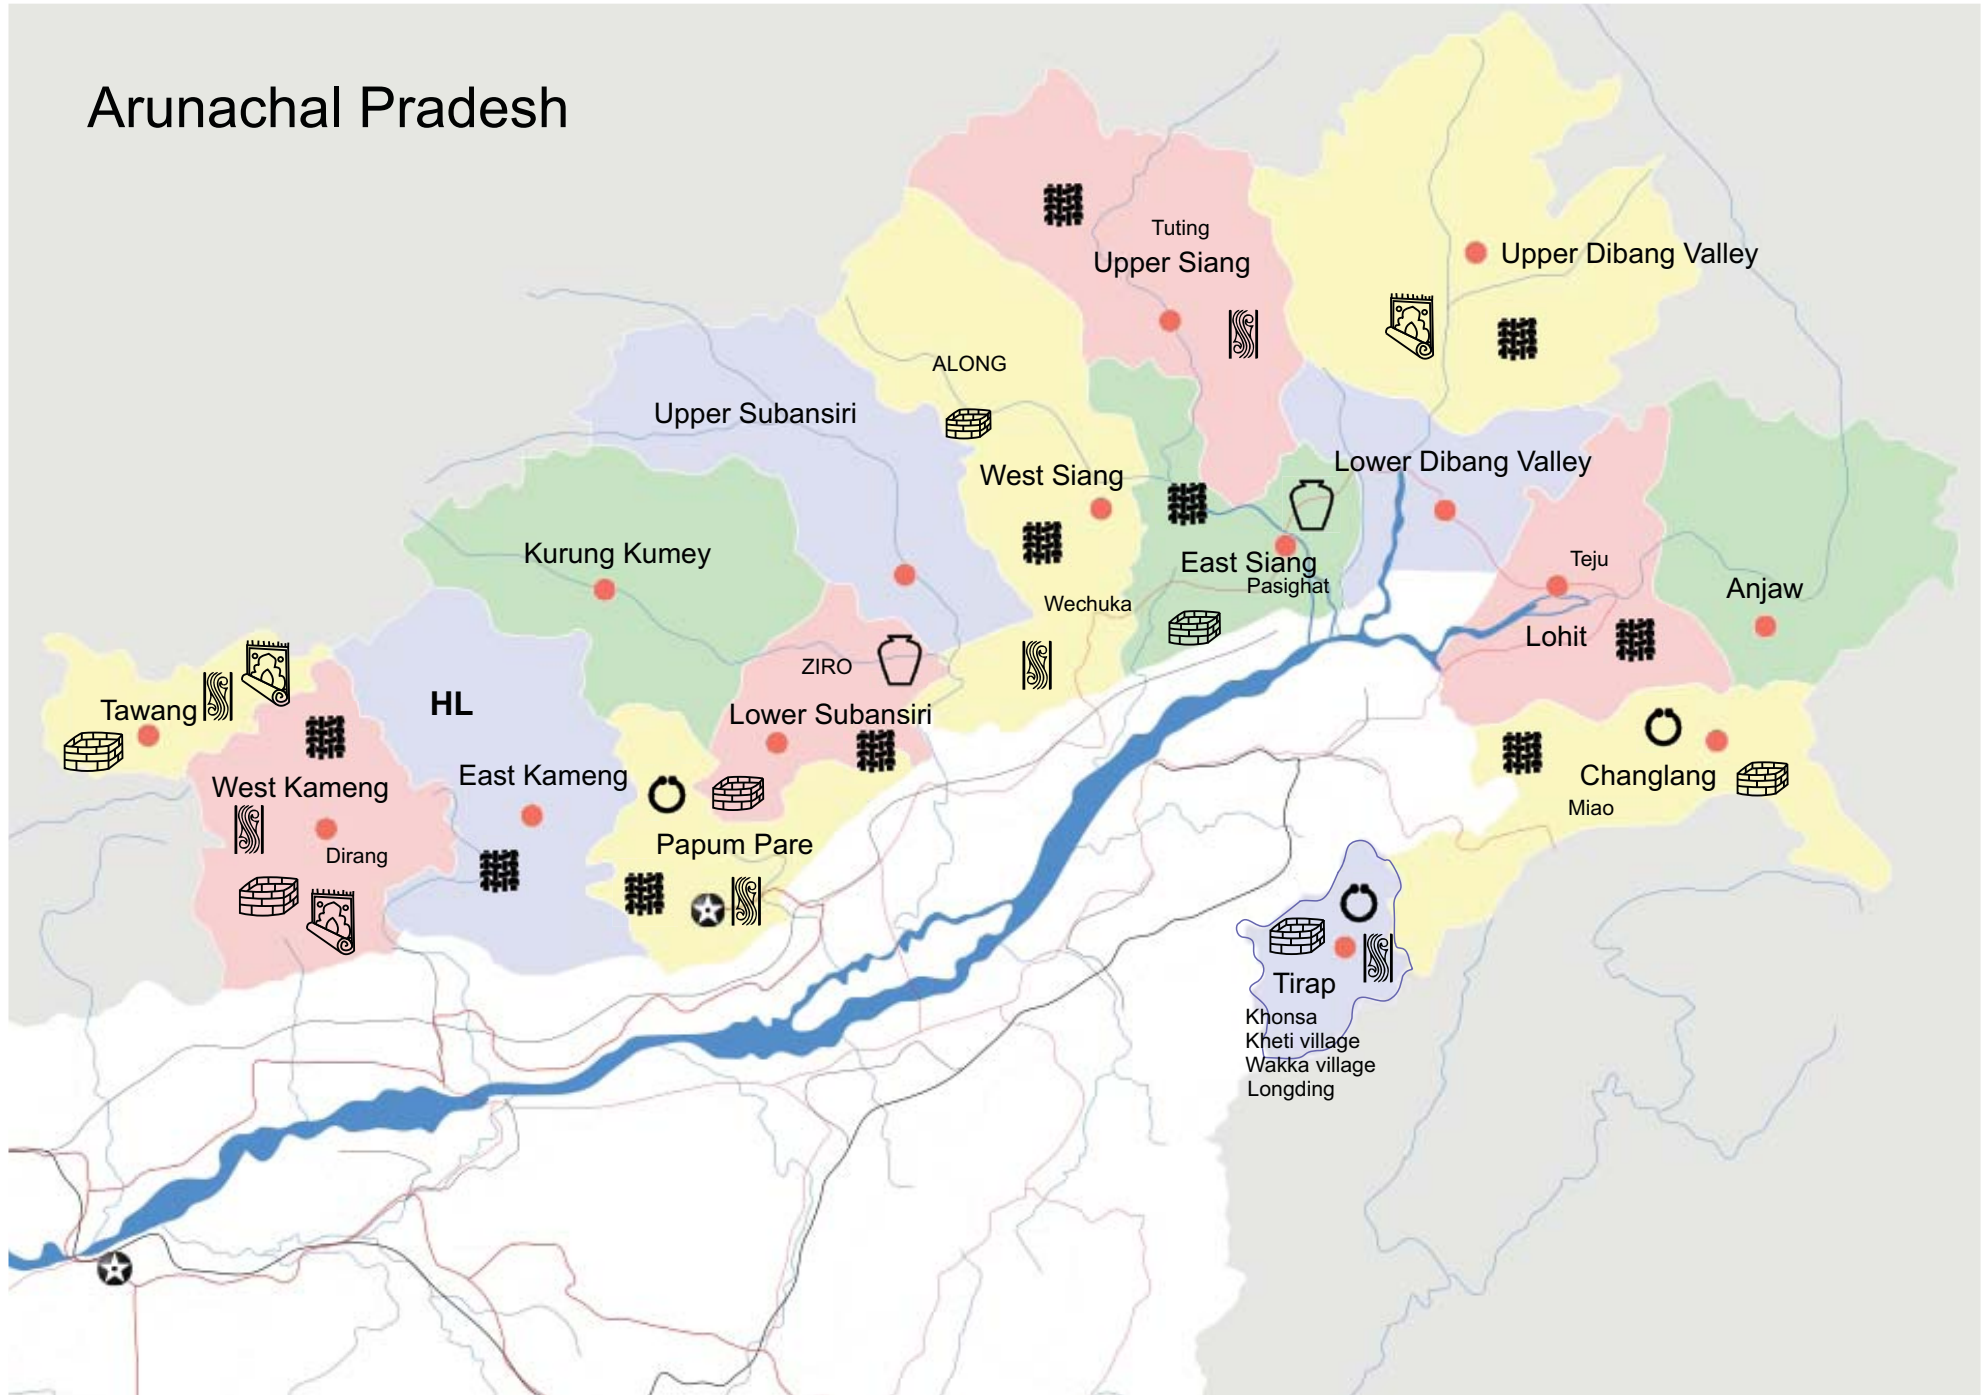 Arunachal Pradesh
Tuting
Upper Siang
Upper Dibang Valley
ALONG
Upper Subansiri
West Siang
Lower Dibang Valley
Kurung Kumey
East Siang
Pasighat
Teju
Anjaw
Wechuka
Lohit
ZIRO
Tawang
HL
Lower Subansiri
West Kameng
East Kameng
Changlang
Miao
Dirang
Papum Pare
Tirap
Khonsa
Kheti village
Wakka village
Longding